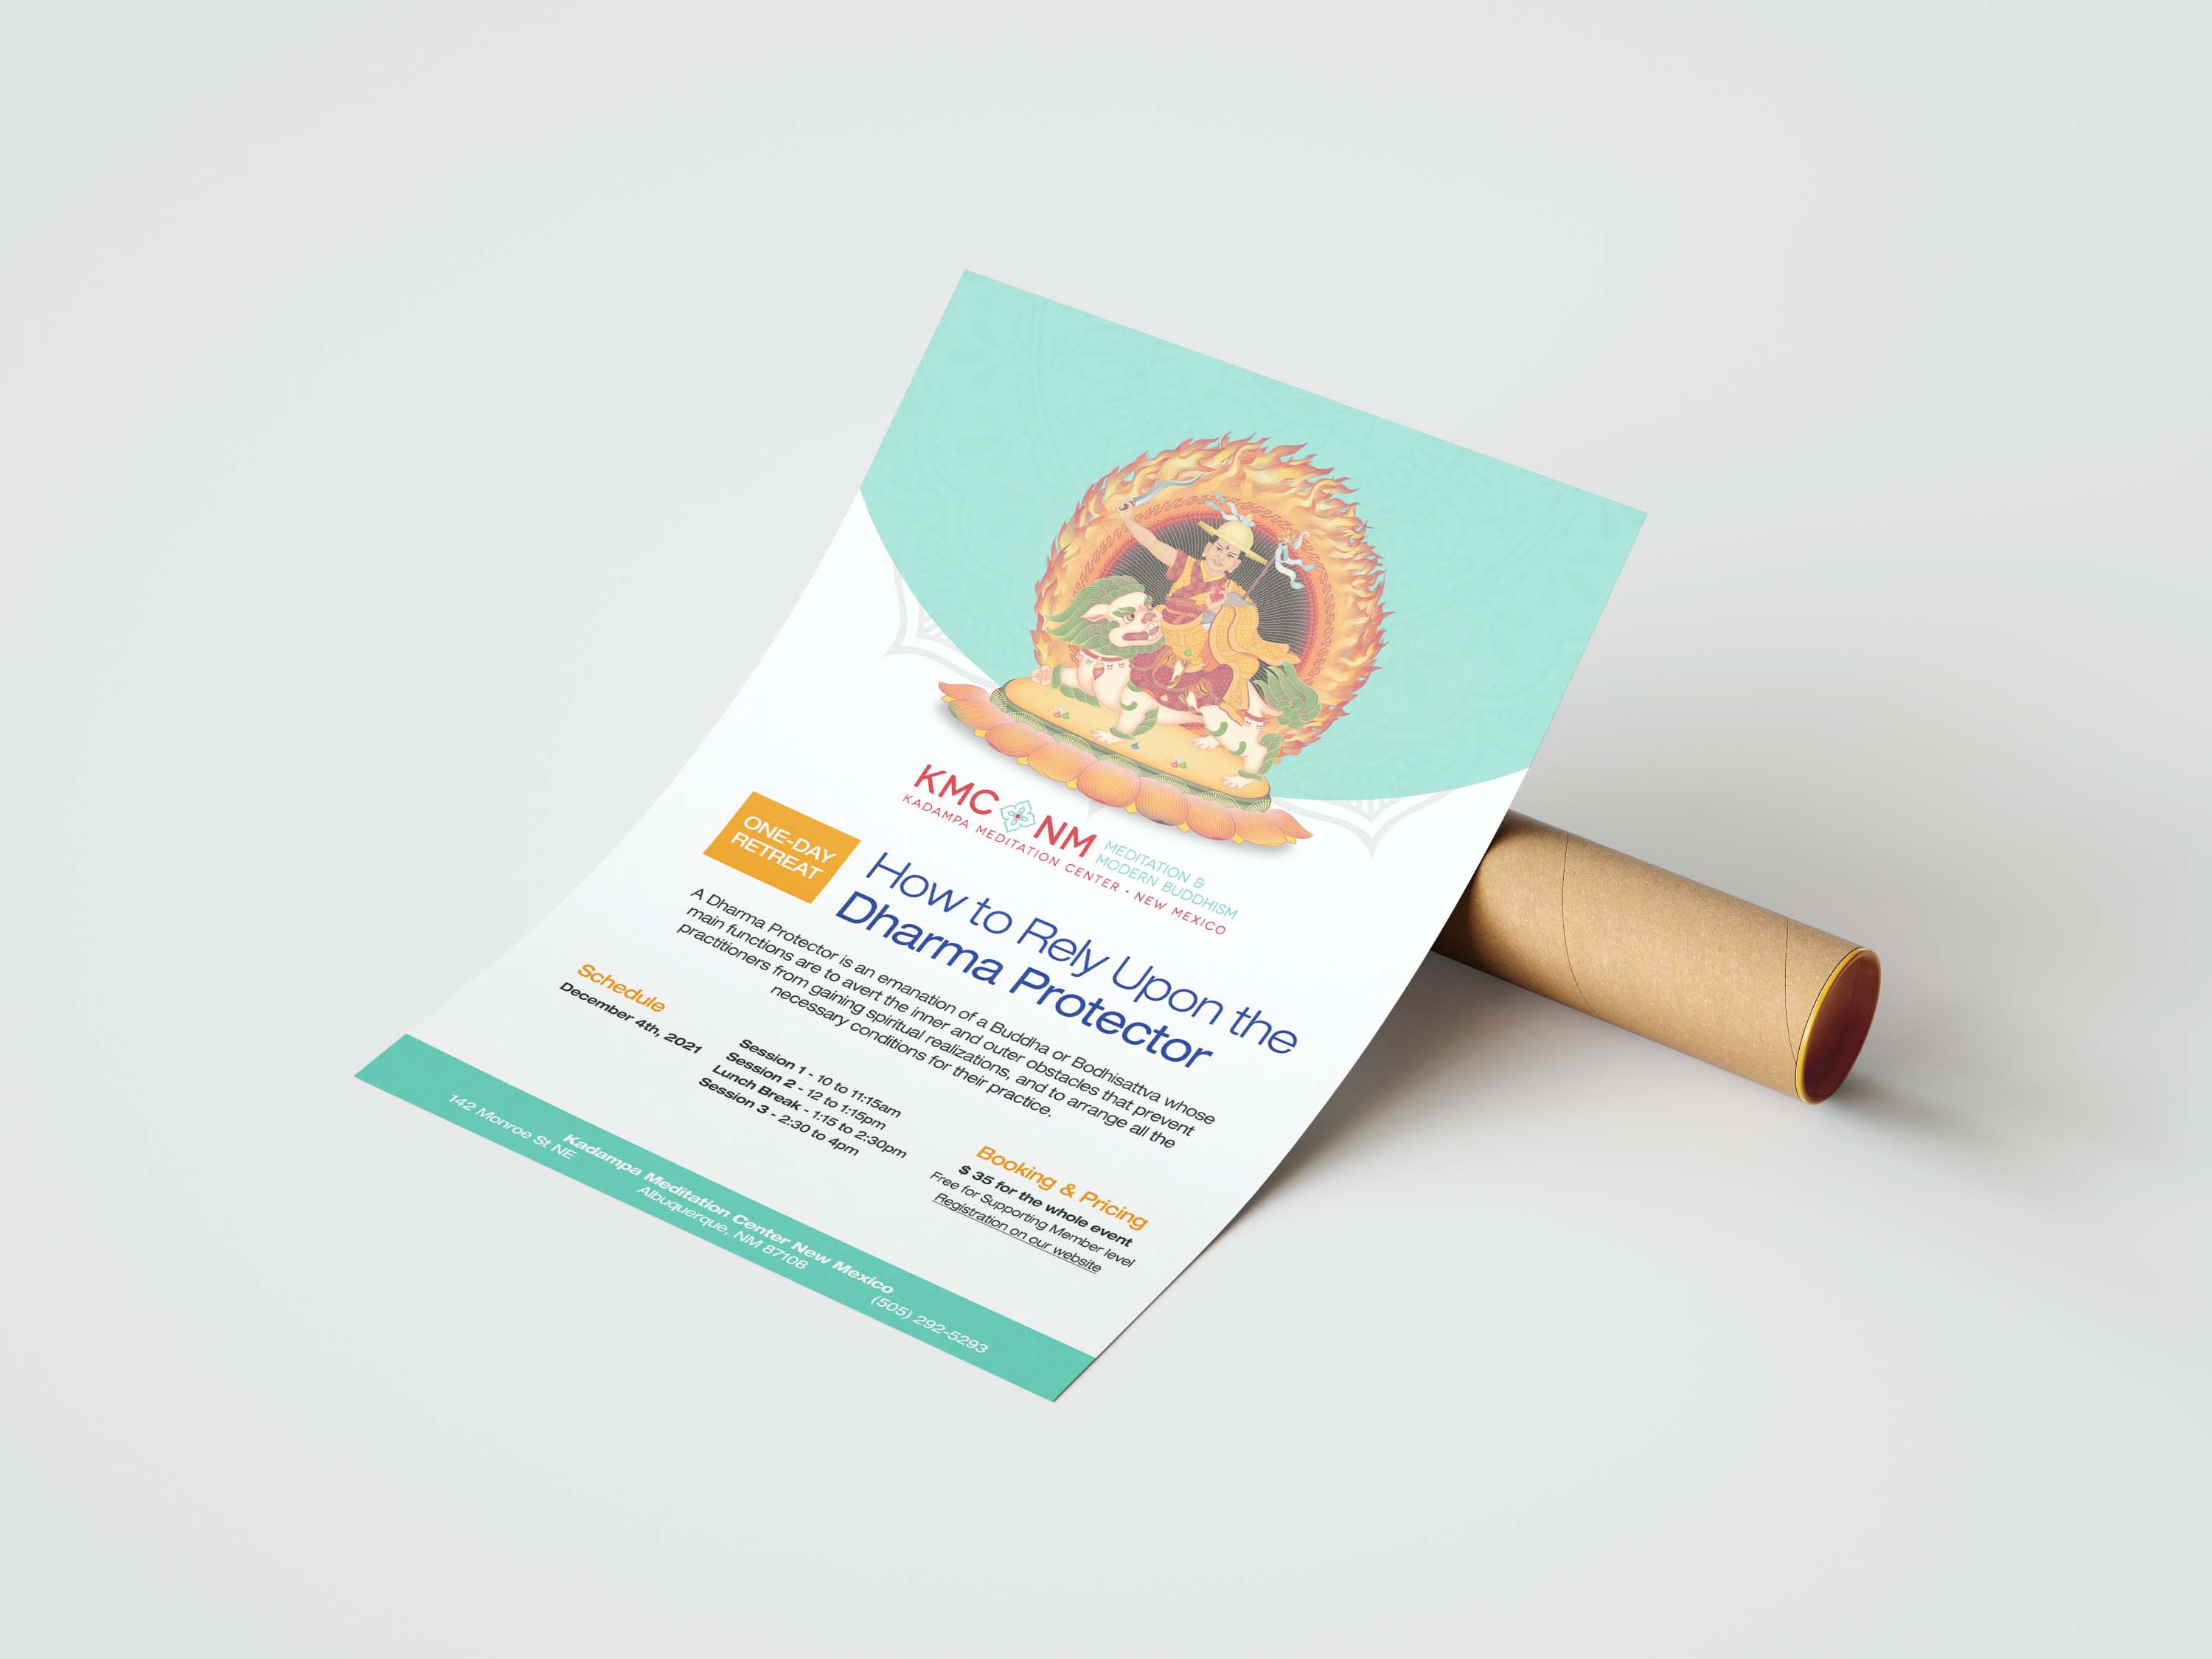 KMC NM
MEDITATION &
MODERN BUDDHISM
KADAMPA MEDITATION CENTER • NEW MEXICO
ONE-DAY
RETREAT
How to Rely Upon the
Dharma Protector
A Dharma Protector is an emanation of a Buddha or Bodhisattva whose
main functions are to avert the inner and outer obstacles that prevent
practitioners from gaining spiritual realizations, and to arrange all the
necessary conditions for their practice.
Schedule
December 4th, 2021
Session 1 - 10 to 11:15am
Session 2 - 12 to 1:15pm
Lunch Break - 1:15 to 2:30pm
Session 3 - 2:30 to 4pm
Booking & Pricing
$ 35 for the whole event
Free for Supporting Member level
Registration on our website
Kadampa Meditation Center New Mexico
142 Monroe St NE
Albuquerque, NM 87108
(505) 292-5293